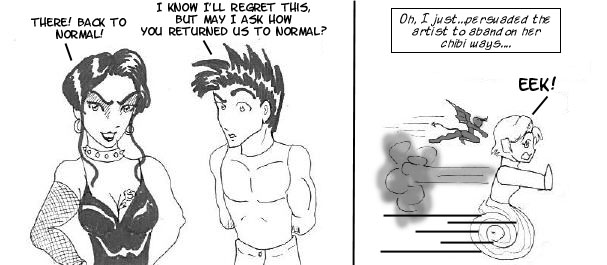 THERE! BACK TO
NORMAL!
I KNOW I'LL REGRET THIS,
BUT MAY I ASK HOW
YOU RETURNED US TO NORMAL?
Oh, I just...persuaded the
artist to abandon her
chibi ways....
EEK!